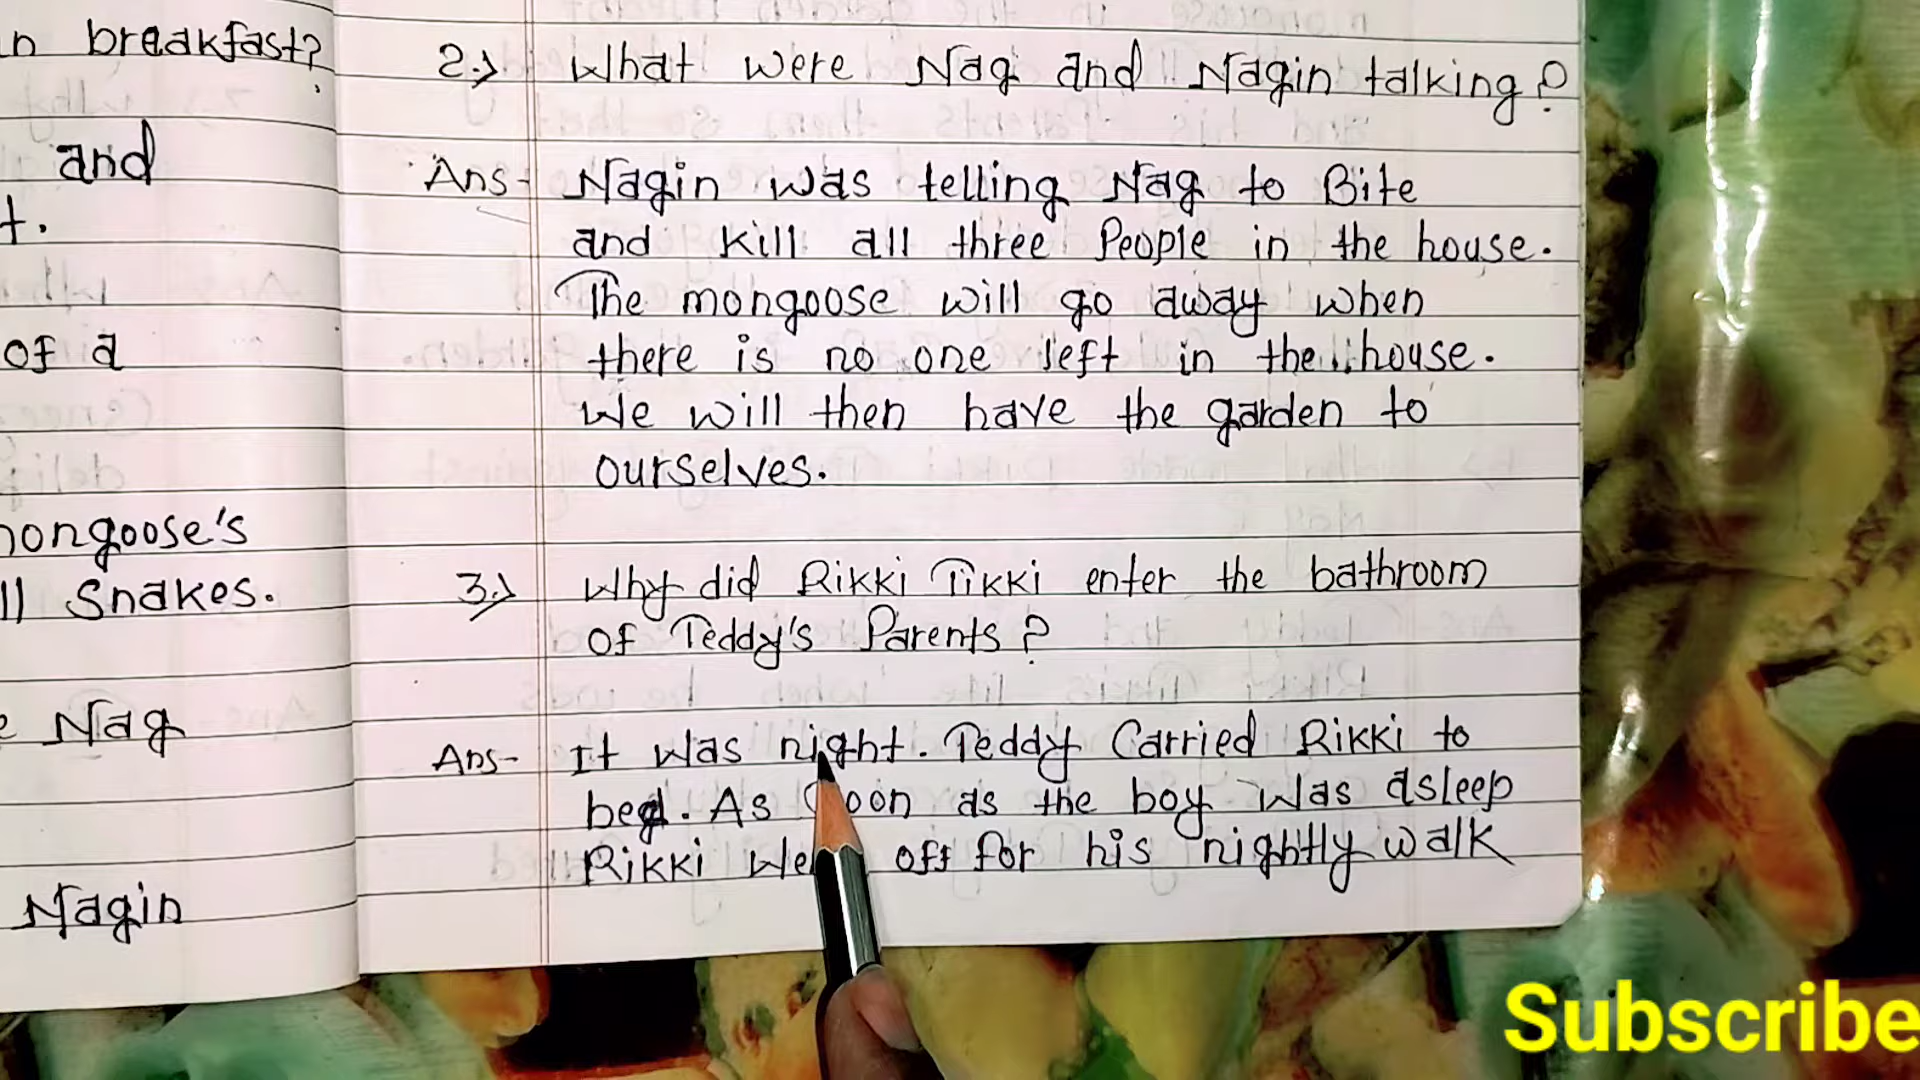 n breakfast?
and
t.
of a
mongoose's
ll Snakes.
e Nag
Nagin
2.> What were Nag and Nagin talking?
Ans- Nagin was telling Nag to Bite
and kill all three People in the house.
The mongoose will go away when
there is no one left in the house.
We will then have the garden to
ourselves.
3.> Why did Rikki Tikki enter the bathroom
of Teddy's Parents?
Ans- It was night. Teddy Carried Rikki to
bed. As Soon as the boy was asleep
Rikki off for his nightly walk
Subscribe